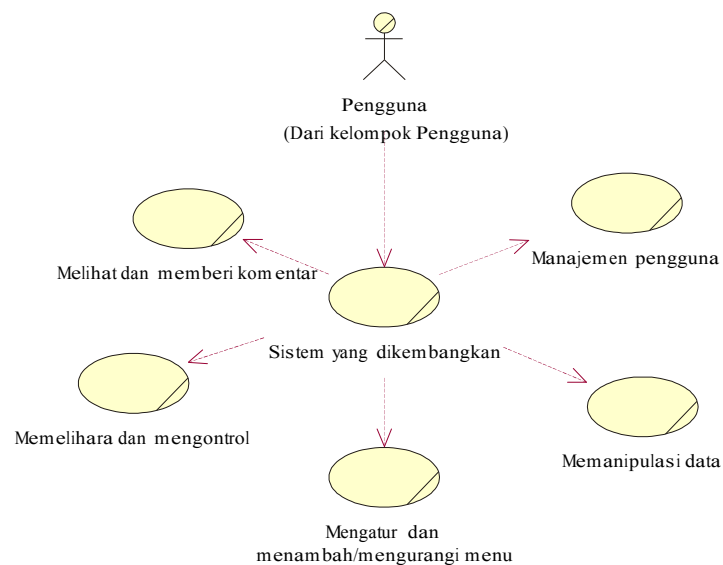 Pengguna
(Dari kelompok Pengguna)
Manajemen pengguna
Melihat dan memberi komentar
Sistem yang dikembangkan
Memelihara dan mengontrol
Memanipulasi data
Mengatur dan
menambah/mengurangi menu